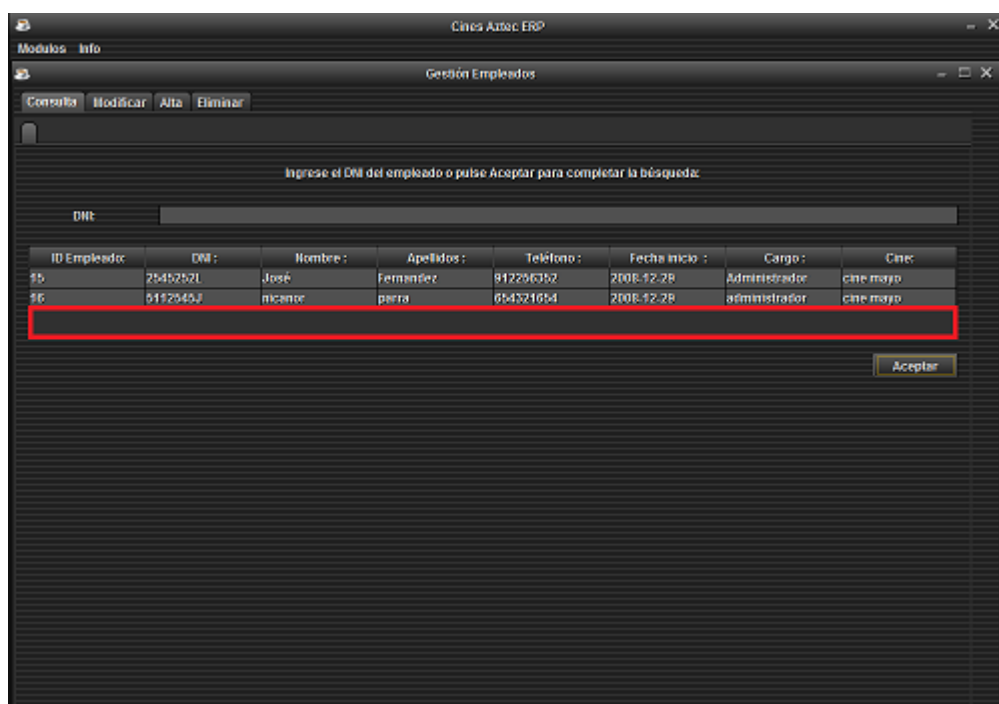 Cines Aztec ERP
Modulos Info
Gestión Empleados
Consulta Modificar Alta Eliminar
Ingrese el DNI del empleado o pulse Aceptar para completar la búsqueda:
DNI:
ID Empleado: DNI : Nombre : Apellidos : Teléfono : Fecha inicio : Cargo : Cine:
15 2545252L José Fernandez 912256352 2008-12-29 Administrador cine mayo
16 5112545J nicanor parra 654321654 2008-12-29 administrador cine mayo
Aceptar